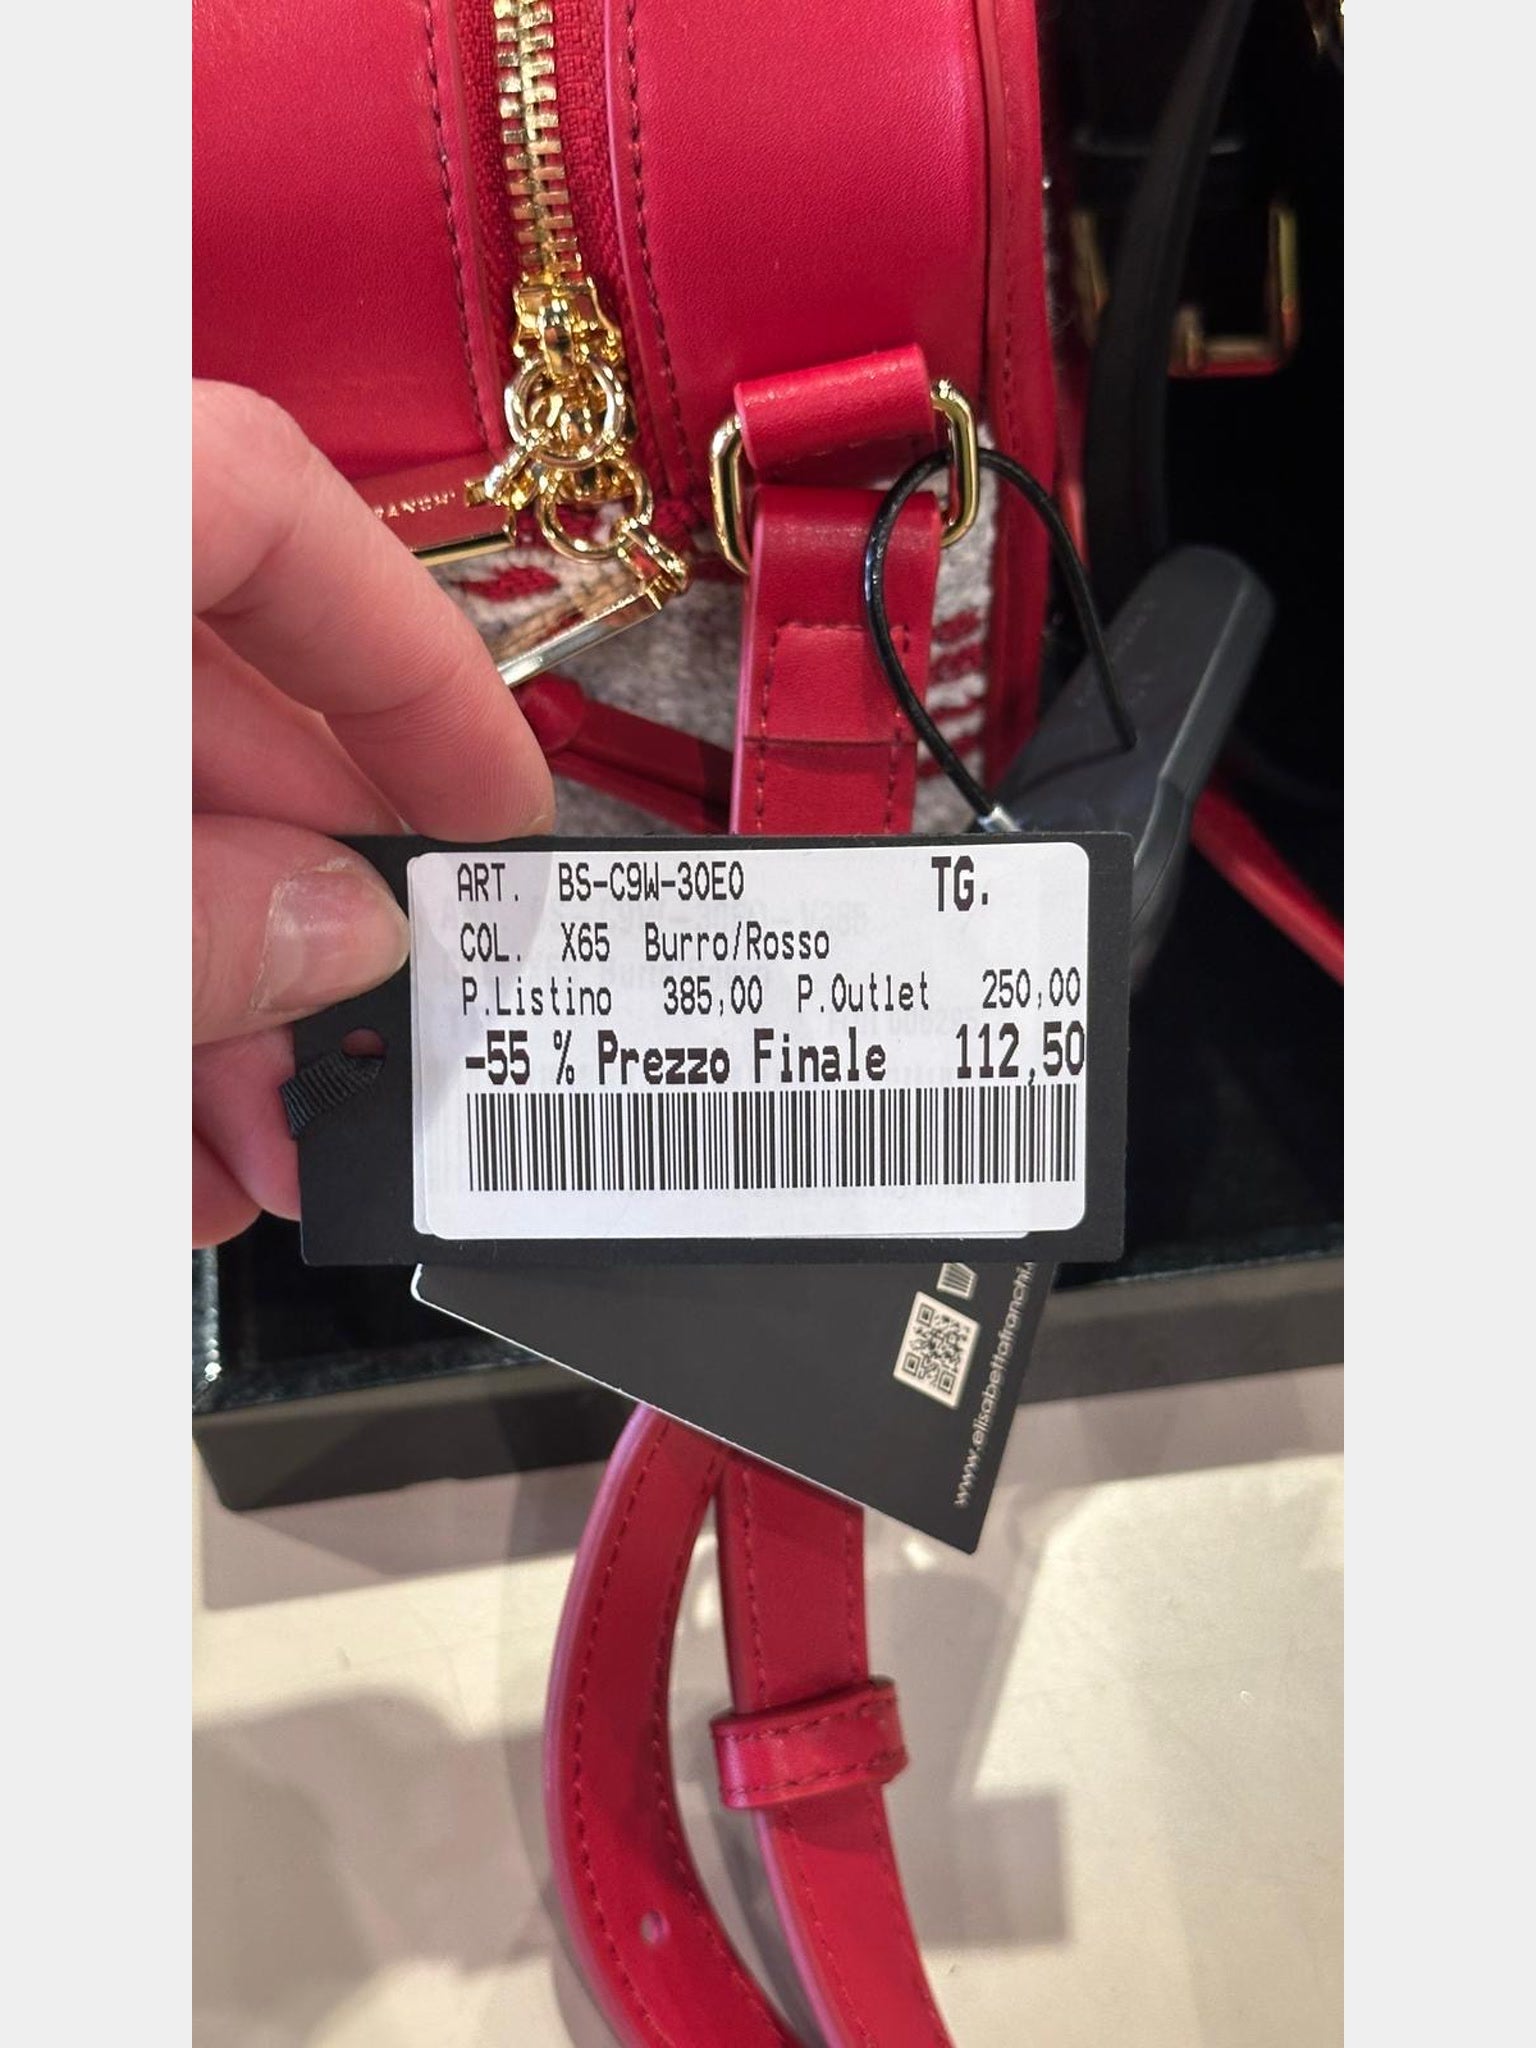 ART. BS-C9W-30E0 TG.
COL. X65 Burro/Rosso
P.Listino 385,00 P.Outlet 250,00
-55 % Prezzo Finale 112,50
www.elisabettafranchi.